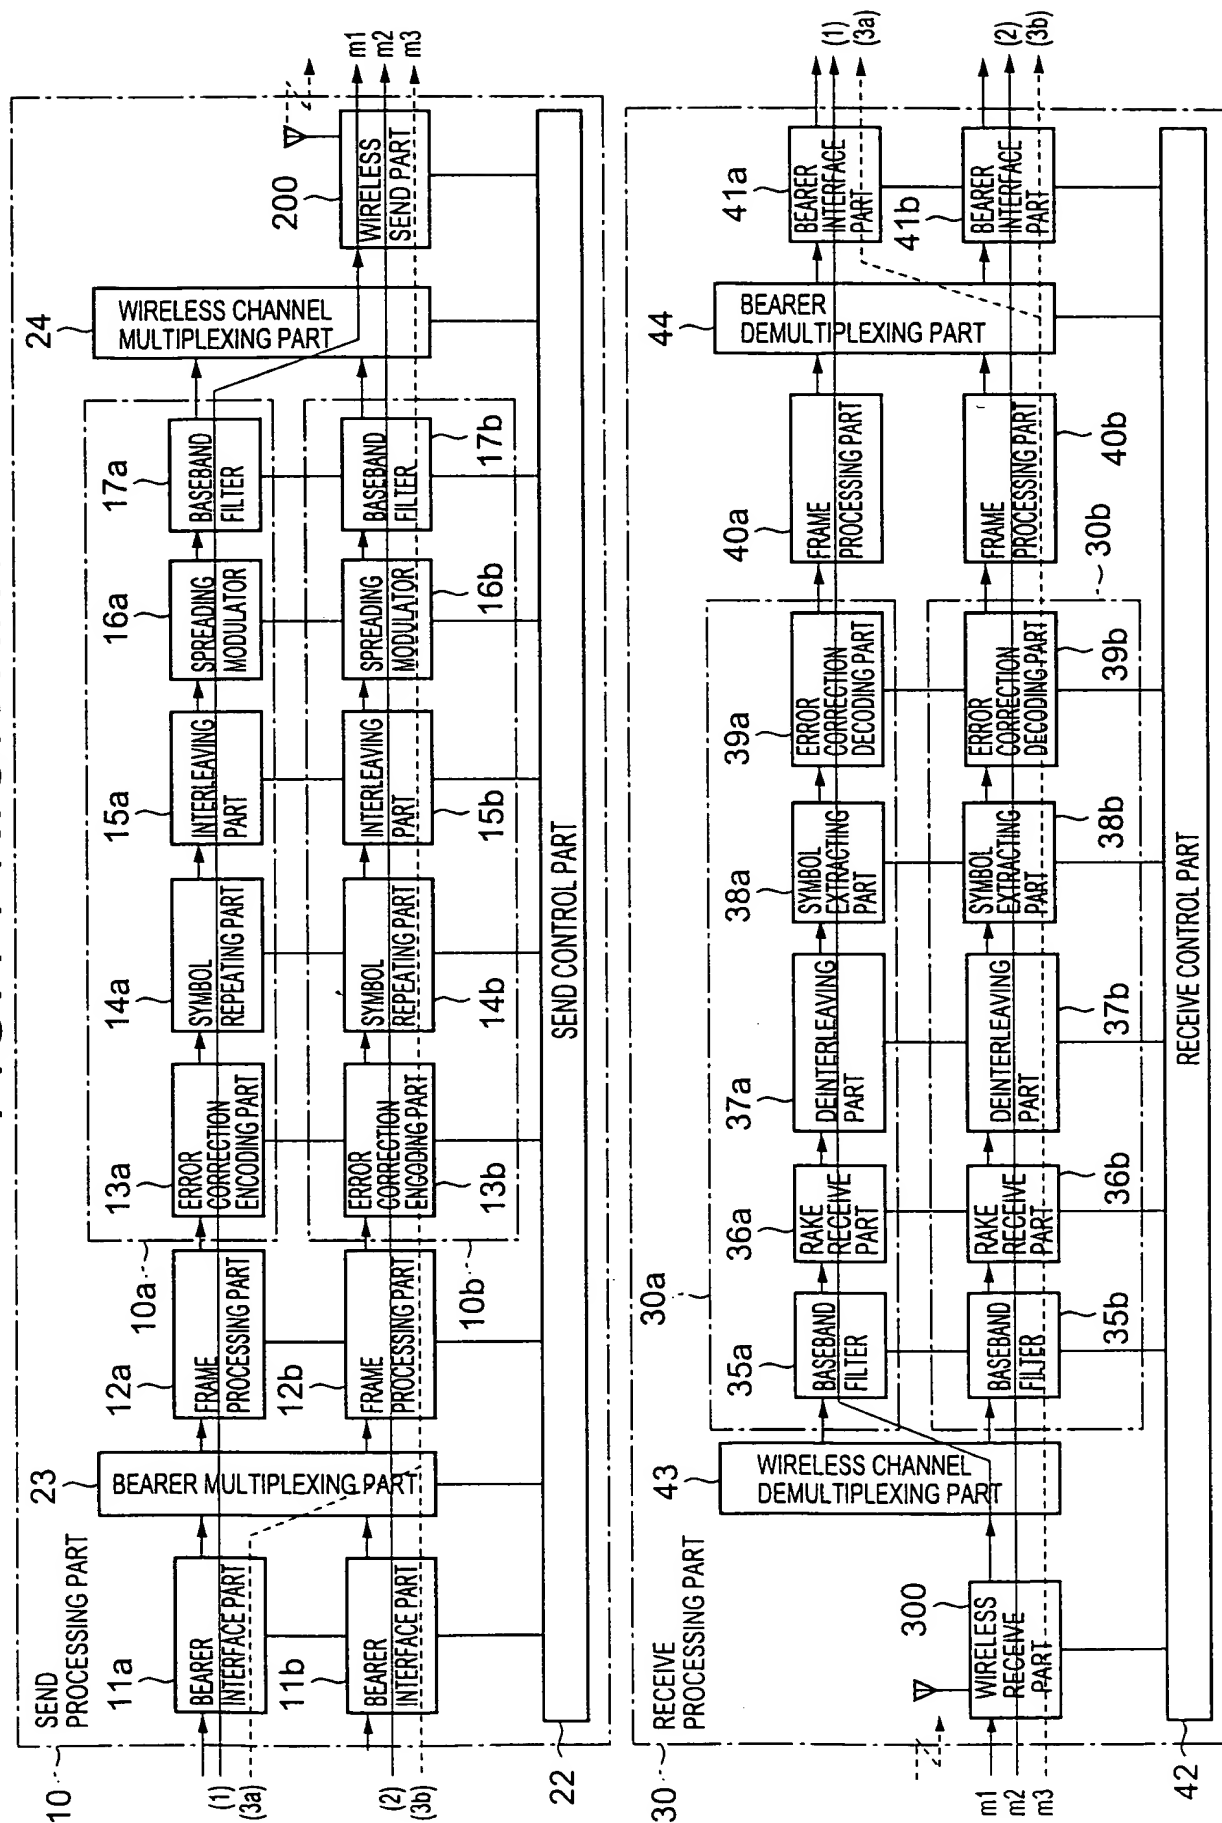 10
SEND
PROCESSING PART
11a
BEARER
INTERFACE PART
11b
BEARER
INTERFACE PART
(1)
(3a)
(2)
(3b)
23
BEARER MULTIPLEXING PART
12a
FRAME
PROCESSING PART
12b
FRAME
PROCESSING PART
10a
10b
13a
ERROR
CORRECTION
ENCODING PART
13b
ERROR
CORRECTION
ENCODING PART
14a
SYMBOL
REPEATING PART
14b
SYMBOL
REPEATING PART
15a
INTERLEAVING
PART
15b
INTERLEAVING
PART
16a
SPREADING
MODULATOR
16b
SPREADING
MODULATOR
17a
BASEBAND
FILTER
17b
BASEBAND
FILTER
24
WIRELESS CHANNEL
MULTIPLEXING PART
200
WIRELESS
SEND PART
m1
m2
m3
22
SEND CONTROL PART
30
RECEIVE
PROCESSING PART
m1
m2
m3
300
WIRELESS
RECEIVE
PART
43
WIRELESS CHANNEL
DEMULTIPLEXING PART
30a
30b
35a
BASEBAND
FILTER
35b
BASEBAND
FILTER
36a
RAKE
RECEIVE
PART
36b
RAKE
RECEIVE
PART
37a
DEINTERLEAVING
PART
37b
DEINTERLEAVING
PART
38a
SYMBOL
EXTRACTING
PART
38b
SYMBOL
EXTRACTING
PART
39a
ERROR
CORRECTION
DECODING PART
39b
ERROR
CORRECTION
DECODING PART
40a
FRAME
PROCESSING PART
40b
FRAME
PROCESSING PART
44
BEARER
DEMULTIPLEXING PART
41a
BEARER
INTERFACE
PART
41b
BEARER
INTERFACE
PART
(1)
(3a)
(2)
(3b)
42
RECEIVE CONTROL PART